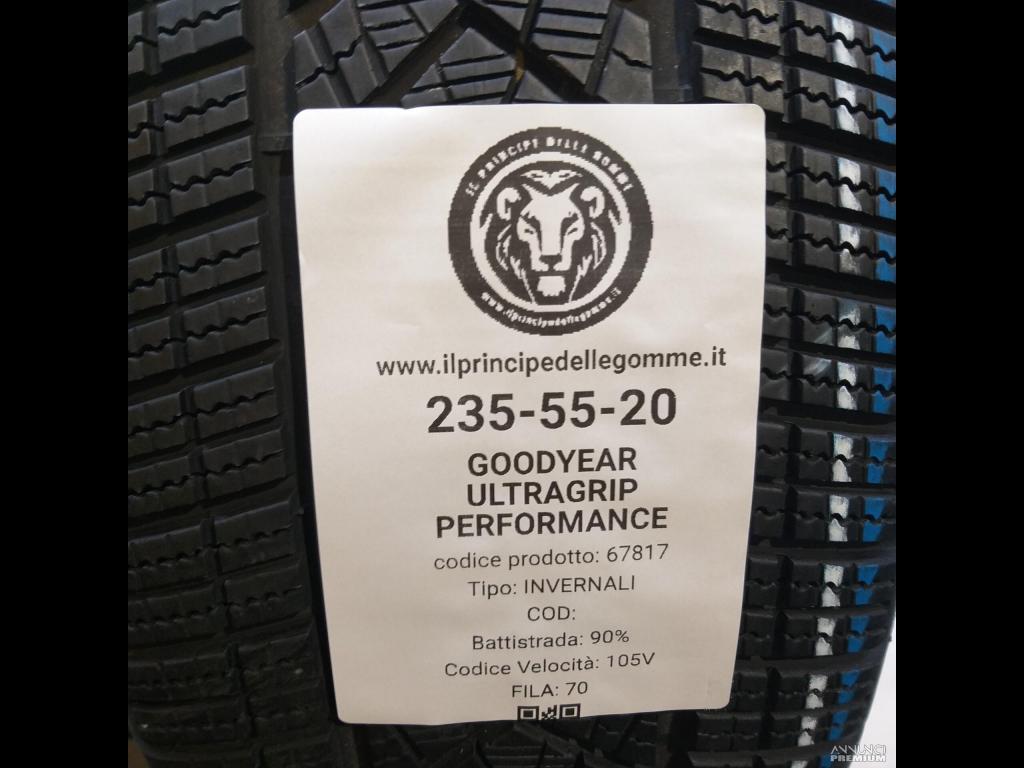 IL PRINCIPE DELLE GOMME
www.ilprincipedellegomme.it
www.ilprincipedellegomme.it
235-55-20
GOODYEAR
ULTRAGRIP
PERFORMANCE
codice prodotto: 67817
Tipo: INVERNALI
COD:
Battistrada: 90%
Codice Velocità: 105V
FILA: 70
ANNUNCI
PREMIUM